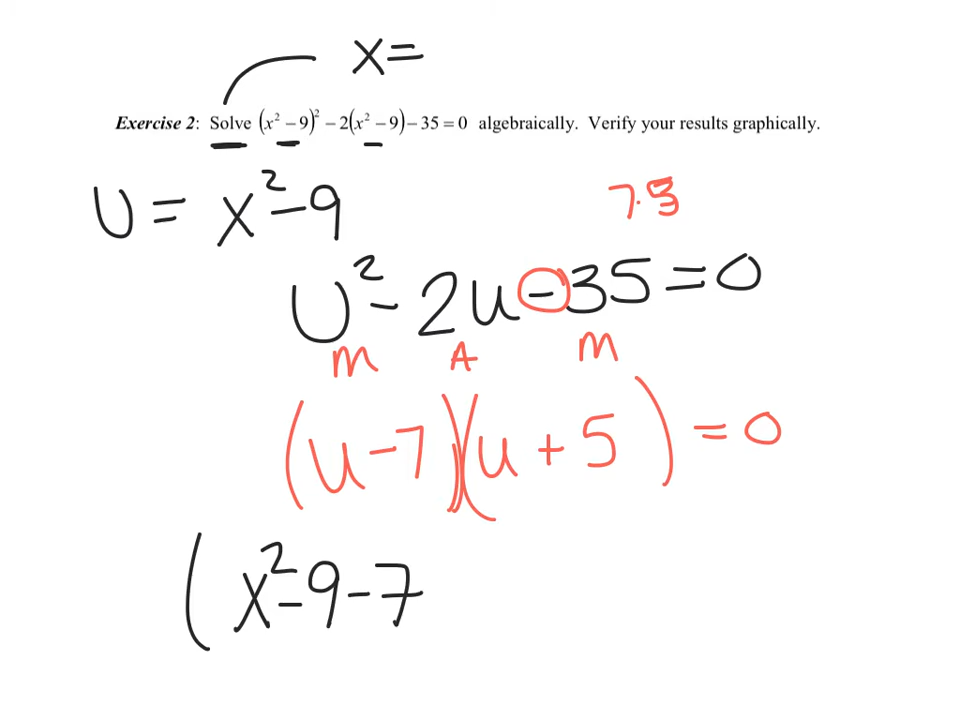 x=
Exercise 2: Solve (x² − 9)² − 2(x² − 9) − 35 = 0 algebraically. Verify your results graphically.
U = x² − 9
7·5
U² − 2u − 35 = 0
M A M
(u − 7)(u + 5) = 0
(x² − 9 − 7